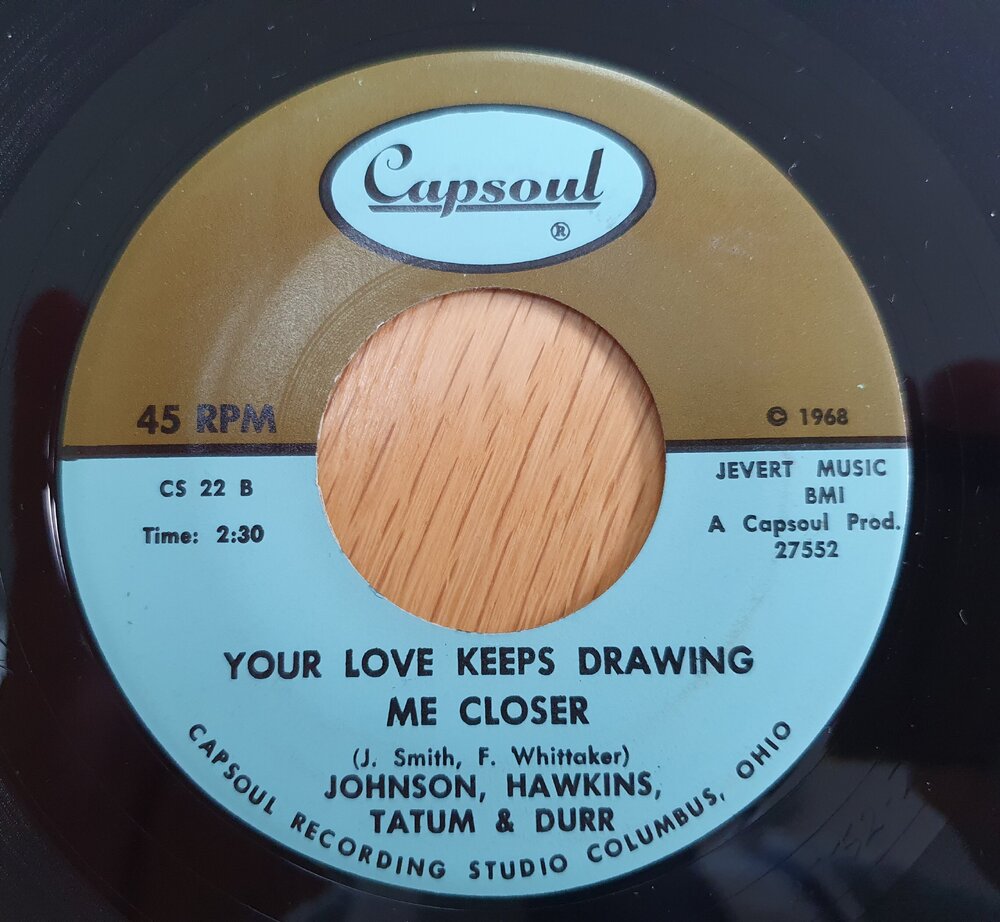 Capsoul
®
45 RPM
© 1968
CS 22 B
Time: 2:30
JEVERT MUSIC
BMI
A Capsoul Prod.
27552
YOUR LOVE KEEPS DRAWING
ME CLOSER
(J. Smith, F. Whittaker)
JOHNSON, HAWKINS,
TATUM & DURR
CAPSOUL RECORDING STUDIO COLUMBUS, OHIO